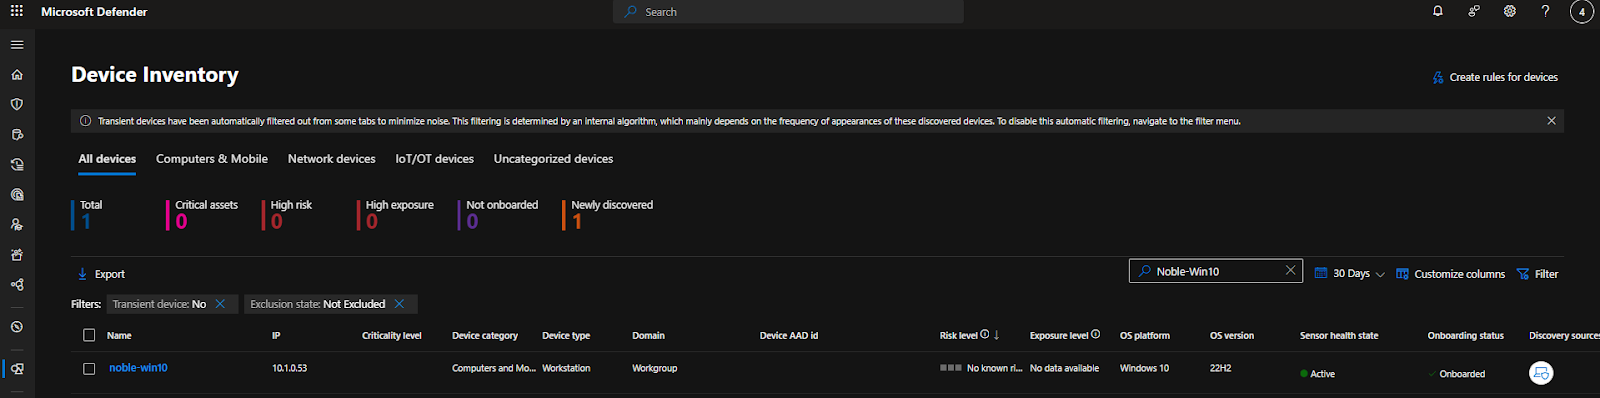 Microsoft Defender
Search
4
Device Inventory
Create rules for devices
Transient devices have been automatically filtered out from some tabs to minimize noise. This filtering is determined by an internal algorithm, which mainly depends on the frequency of appearances of these discovered devices. To disable this automatic filtering, navigate to the filter menu.
All devices Computers & Mobile Network devices IoT/OT devices Uncategorized devices
Total Critical assets High risk High exposure Not onboarded Newly discovered
1 0 0 0 0 1
Export Noble-Win10 30 Days Customize columns Filter
Filters: Transient device: No Exclusion state: Not Excluded
Name IP Criticality level Device category Device type Domain Device AAD id Risk level Exposure level OS platform OS version Sensor health state Onboarding status Discovery sources
noble-win10 10.1.0.53 Computers and Mo... Workstation Workgroup No known ri... No data available Windows 10 22H2 Active Onboarded